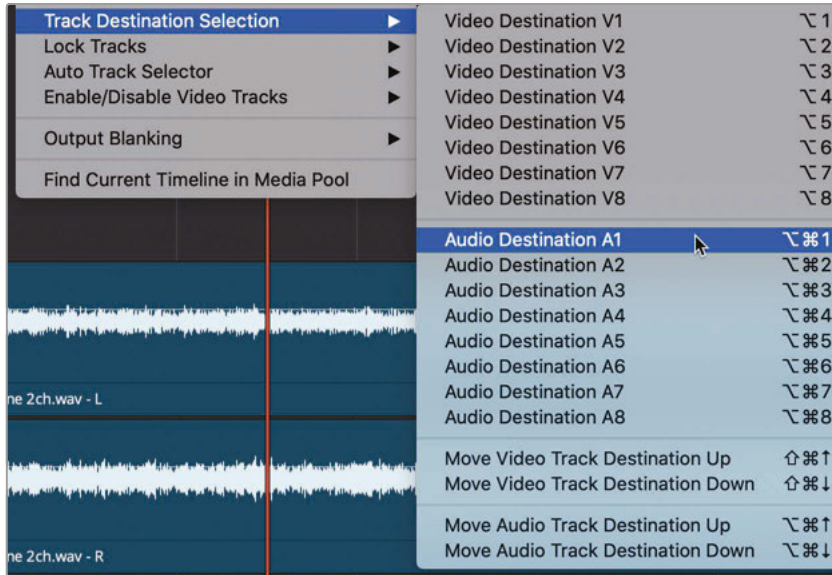 Track Destination Selection ▶
Lock Tracks ▶
Auto Track Selector ▶
Enable/Disable Video Tracks ▶
Output Blanking ▶
Find Current Timeline in Media Pool
Video Destination V1 ⌥1
Video Destination V2 ⌥2
Video Destination V3 ⌥3
Video Destination V4 ⌥4
Video Destination V5 ⌥5
Video Destination V6 ⌥6
Video Destination V7 ⌥7
Video Destination V8 ⌥8
Audio Destination A1 ⌥⌘1
Audio Destination A2 ⌥⌘2
Audio Destination A3 ⌥⌘3
Audio Destination A4 ⌥⌘4
Audio Destination A5 ⌥⌘5
Audio Destination A6 ⌥⌘6
Audio Destination A7 ⌥⌘7
Audio Destination A8 ⌥⌘8
Move Video Track Destination Up ⇧⌘↑
Move Video Track Destination Down ⇧⌘↓
Move Audio Track Destination Up ⌥⌘↑
Move Audio Track Destination Down ⌥⌘↓
ne 2ch.wav - L
ne 2ch.wav - R